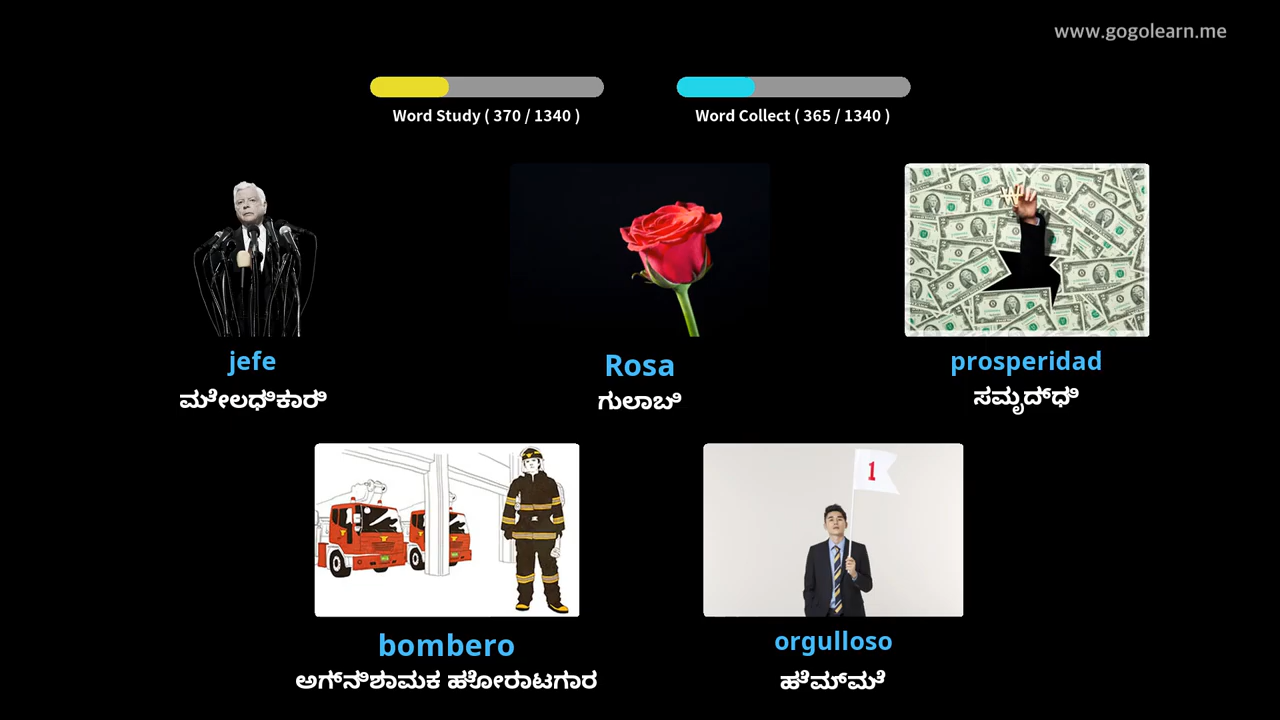 www.gogolearn.me
Word Study ( 370 / 1340 )
Word Collect ( 365 / 1340 )
jefe
ಮೇಲಧಿಕಾರಿ
Rosa
ಗುಲಾಬಿ
prosperidad
ಸಮೃದ್ಧಿ
1
bombero
ಅಗ್ನಿಶಾಮಕ ಹೋರಾಟಗಾರ
orgulloso
ಹೆಮ್ಮೆ